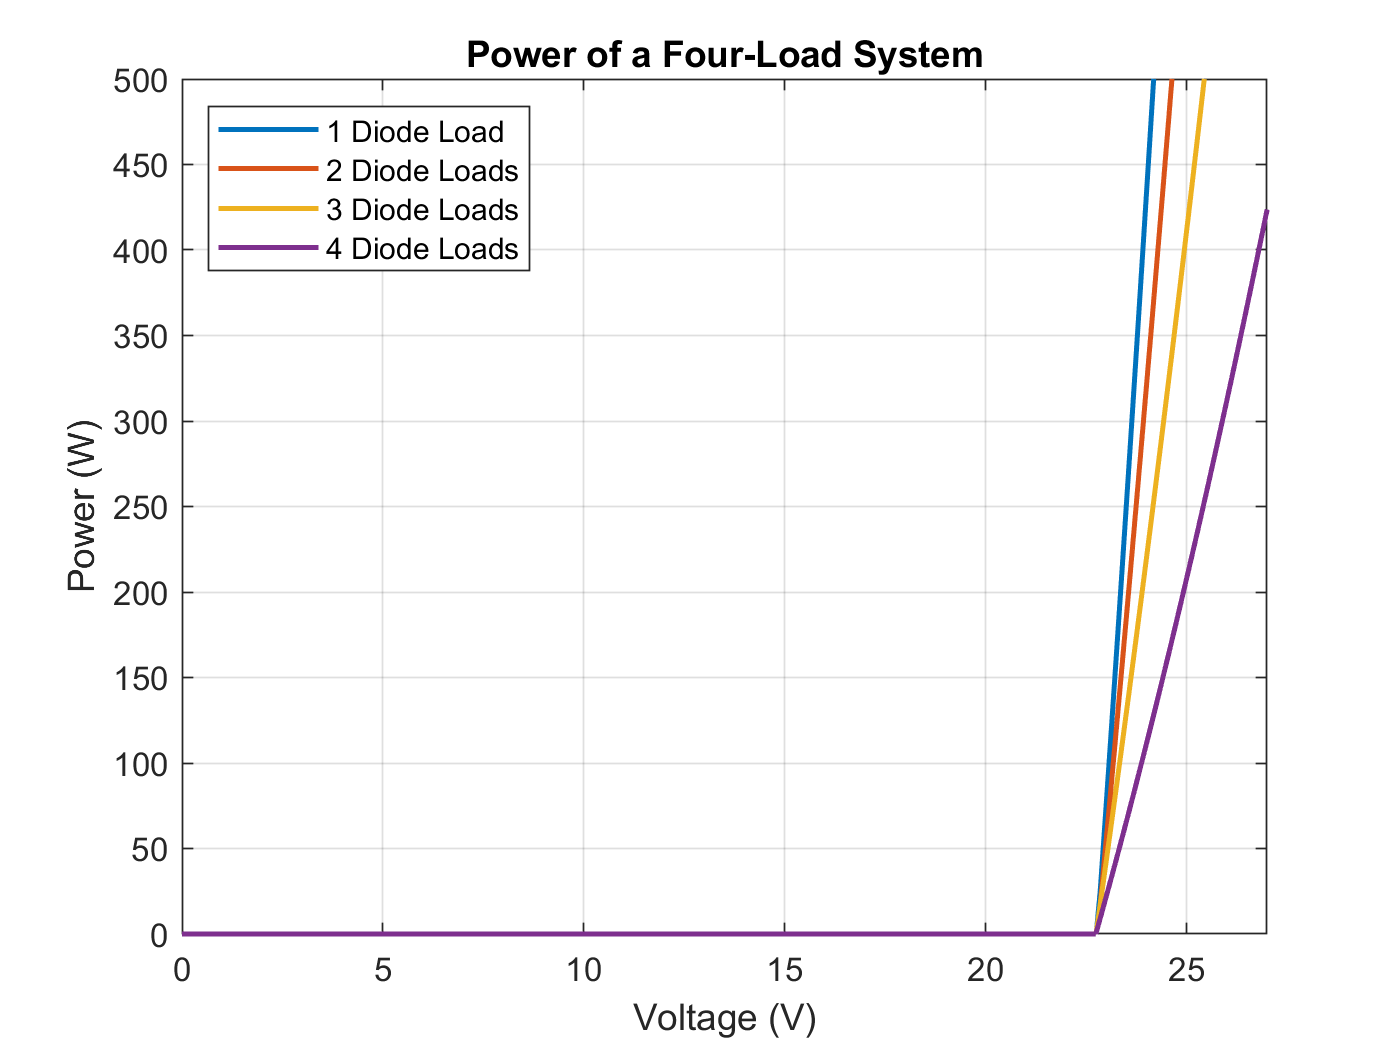 Power of a Four-Load System
500
450
400
350
300
250
200
150
100
50
0
Power (W)
1 Diode Load
2 Diode Loads
3 Diode Loads
4 Diode Loads
0 5 10 15 20 25
Voltage (V)